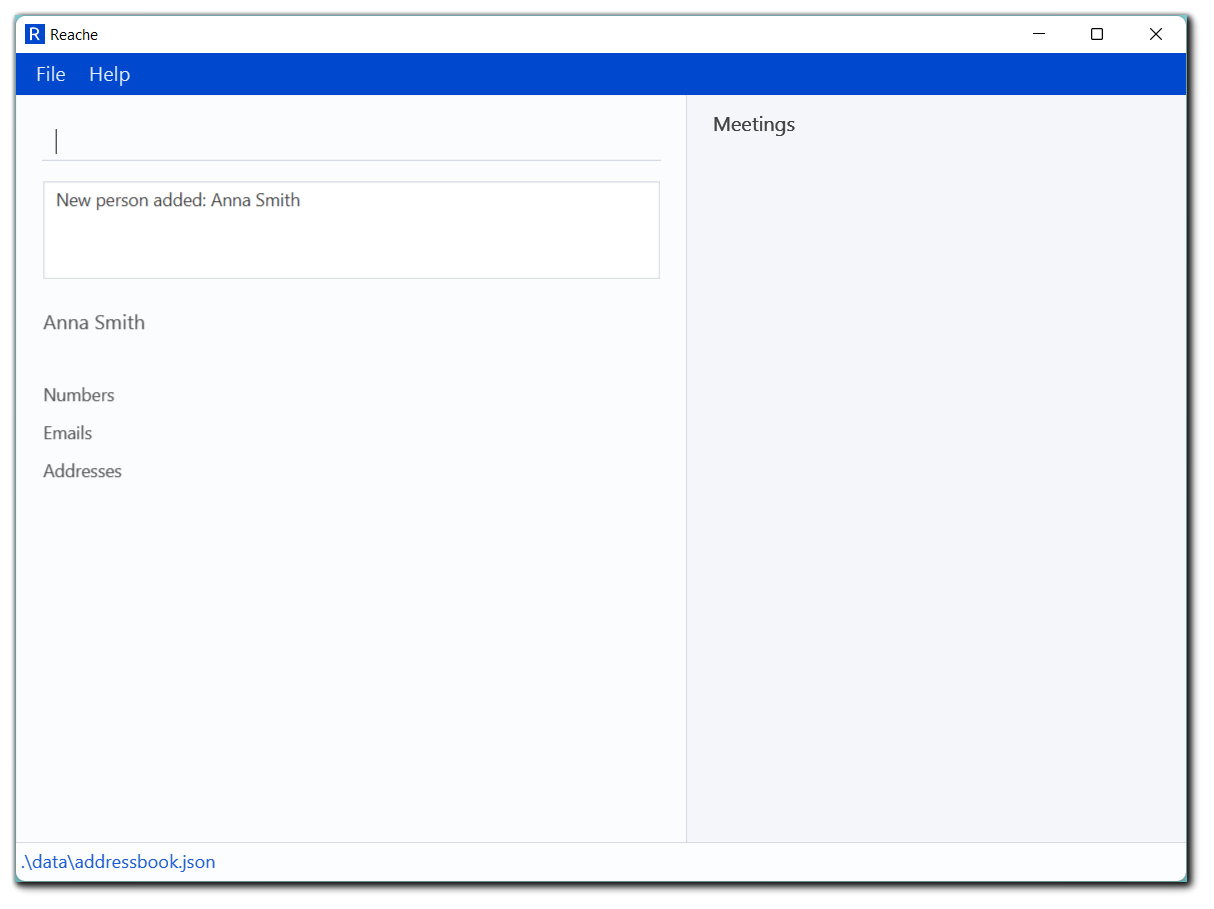 R Reache
File Help
New person added: Anna Smith
Anna Smith
Numbers
Emails
Addresses
Meetings
.\data\addressbook.json